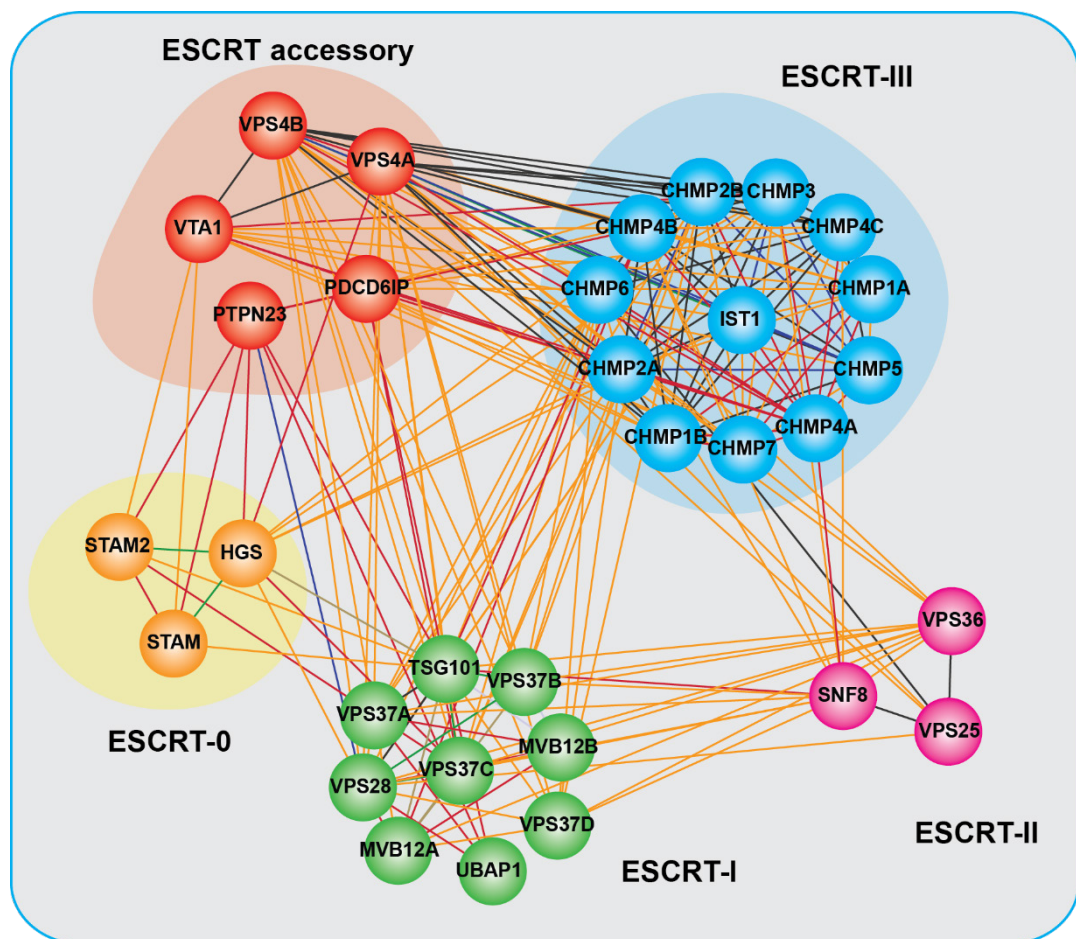 ESCRT accessory
ESCRT-III
VPS4B
VPS4A
VTA1
PDCD6IP
PTPN23
CHMP2B
CHMP3
CHMP4B
CHMP4C
CHMP6
CHMP1A
IST1
CHMP2A
CHMP5
CHMP1B
CHMP7
CHMP4A
STAM2
HGS
STAM
ESCRT-0
TSG101
VPS37B
VPS37A
MVB12B
VPS37C
VPS28
VPS37D
MVB12A
UBAP1
ESCRT-I
VPS36
SNF8
VPS25
ESCRT-II